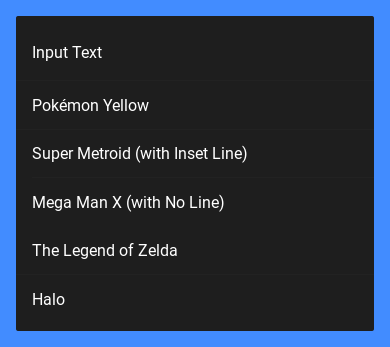 Input Text
Pokémon Yellow
Super Metroid (with Inset Line)
Mega Man X (with No Line)
The Legend of Zelda
Halo